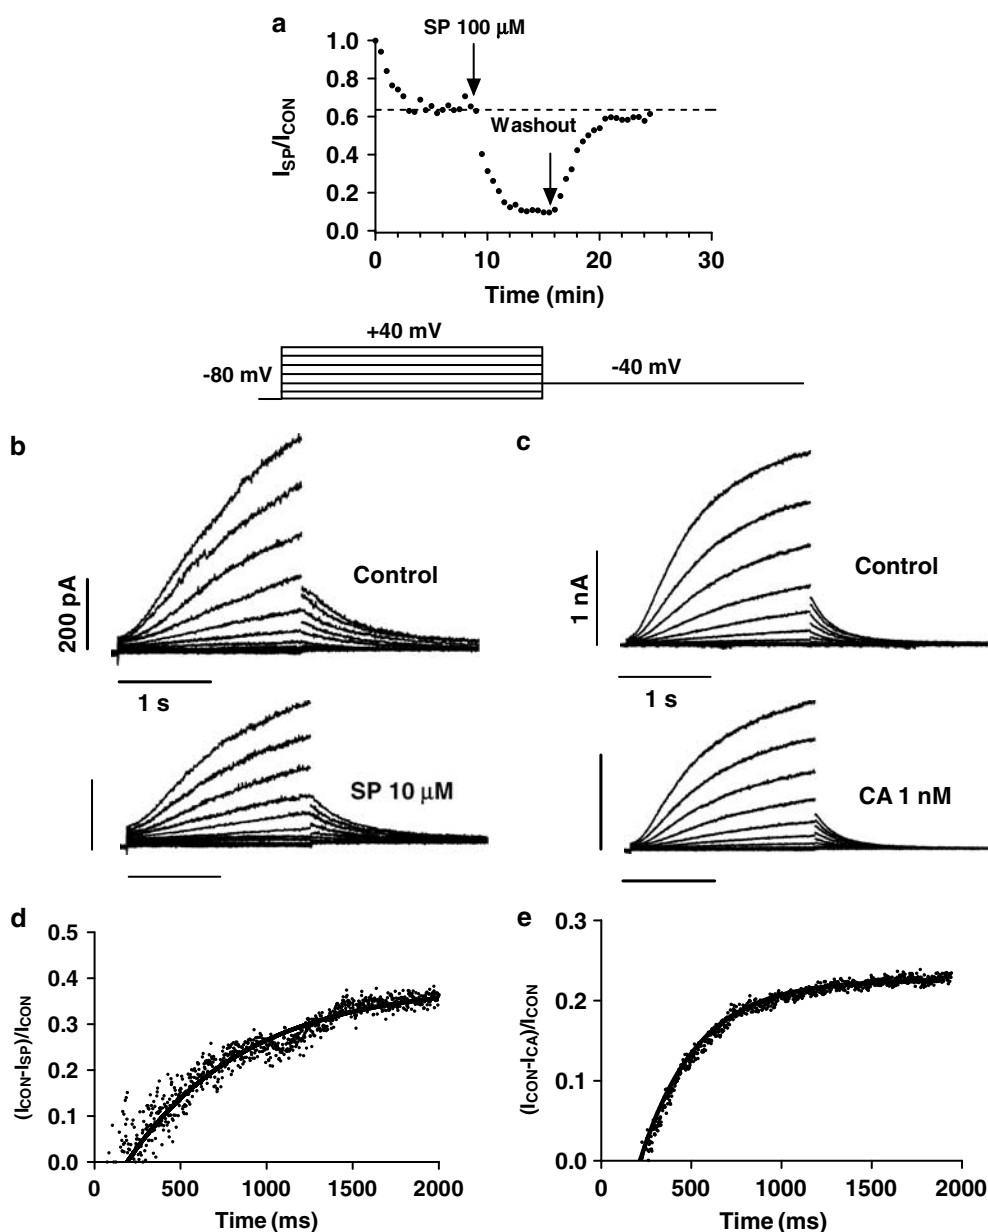 a
SP 100 µM
1.0
0.8
0.6
0.4
0.2
0.0
Washout
I_SP/I_CON
0 10 20 30
Time (min)
+40 mV
-80 mV
-40 mV
b
Control
200 pA
1 s
SP 10 µM
c
Control
1 nA
1 s
CA 1 nM
d
0.5
0.4
0.3
0.2
0.1
0.0
(ICON-ISP)/ICON
0 500 1000 1500 2000
Time (ms)
e
0.3
0.2
0.1
0.0
(ICON-ICA)/ICON
0 500 1000 1500 2000
Time (ms)